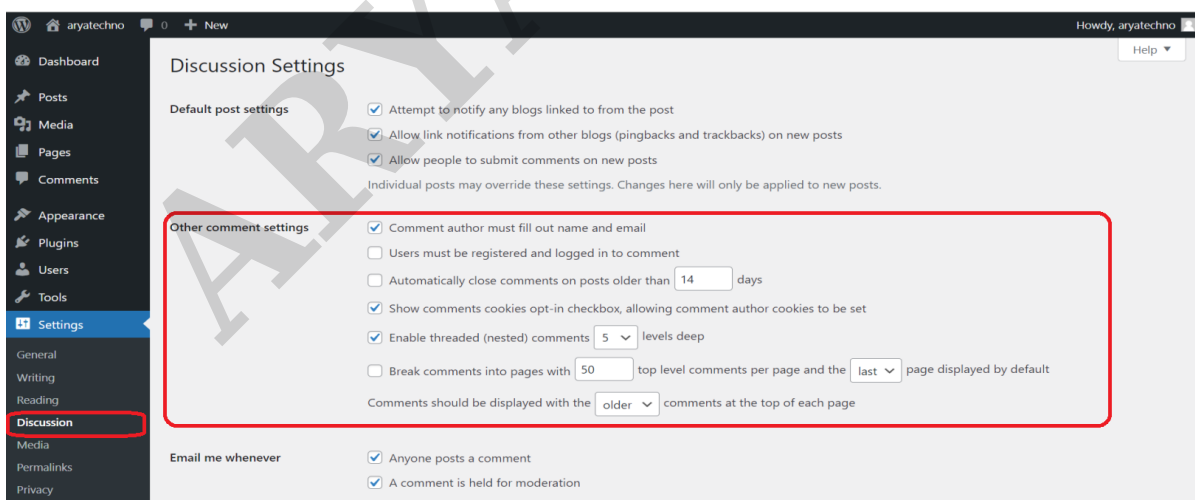 aryatechno 0 + New Howdy, aryatechno
Help ▼
Dashboard
Posts
Media
Pages
Comments
Appearance
Plugins
Users
Tools
Settings
General
Writing
Reading
Discussion
Media
Permalinks
Privacy
Discussion Settings
Default post settings
Attempt to notify any blogs linked to from the post
Allow link notifications from other blogs (pingbacks and trackbacks) on new posts
Allow people to submit comments on new posts
Individual posts may override these settings. Changes here will only be applied to new posts.
Other comment settings
Comment author must fill out name and email
Users must be registered and logged in to comment
Automatically close comments on posts older than 14 days
Show comments cookies opt-in checkbox, allowing comment author cookies to be set
Enable threaded (nested) comments 5 levels deep
Break comments into pages with 50 top level comments per page and the last page displayed by default
Comments should be displayed with the older comments at the top of each page
Email me whenever
Anyone posts a comment
A comment is held for moderation
ARYA